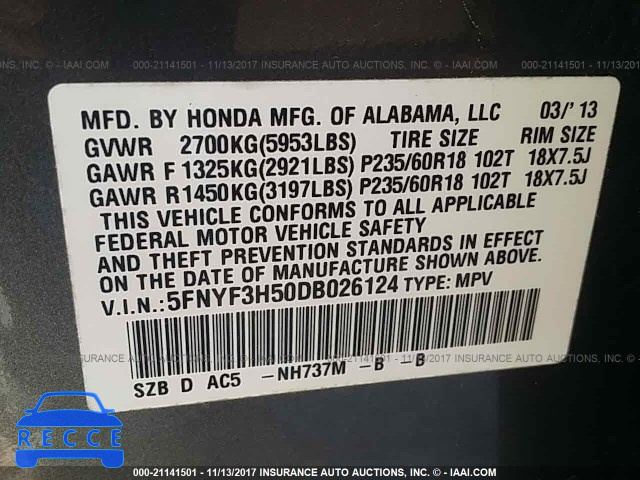 000-21141501 - 11/13/2017 INSURANCE AUTO AUCTIONS, INC. - © IAAI.COM
MFD. BY HONDA MFG. OF ALABAMA, LLC 03/'13
GVWR 2700KG(5953LBS) TIRE SIZE RIM SIZE
GAWR F 1325KG(2921LBS) P235/60R18 102T 18X7.5J
GAWR R 1450KG(3197LBS) P235/60R18 102T 18X7.5J
THIS VEHICLE CONFORMS TO ALL APPLICABLE
FEDERAL MOTOR VEHICLE SAFETY
AND THEFT PREVENTION STANDARDS IN EFFECT
ON THE DATE OF MANUFACTURE SHOWN ABOVE.
V.I.N.:5FNYF3H50DB026124 TYPE: MPV
SZB D AC5 -NH737M -B -B
RECCE
000-21141501 - 11/13/2017 INSURANCE AUTO AUCTIONS, INC. - © IAAI.COM